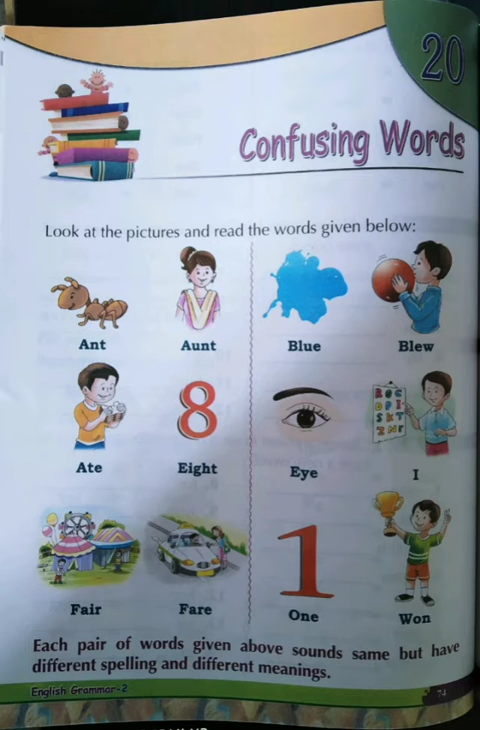 20
Confusing Words
Look at the pictures and read the words given below:
Ant Aunt Blue Blew
8
Ate Eight Eye I
1
Fair Fare One Won
Each pair of words given above sounds same but have
different spelling and different meanings.
English Grammar-2
74